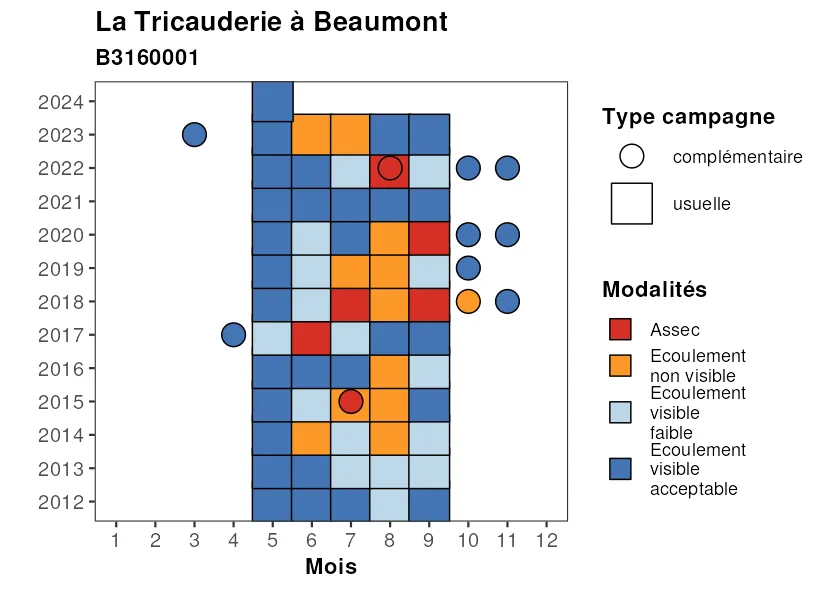 La Tricauderie à Beaumont
B3160001
2024
2023
2022
2021
2020
2019
2018
2017
2016
2015
2014
2013
2012
1 2 3 4 5 6 7 8 9 10 11 12
Mois
Type campagne
complémentaire
usuelle
Modalités
Assec
Ecoulement
non visible
Ecoulement
visible
faible
Ecoulement
visible
acceptable